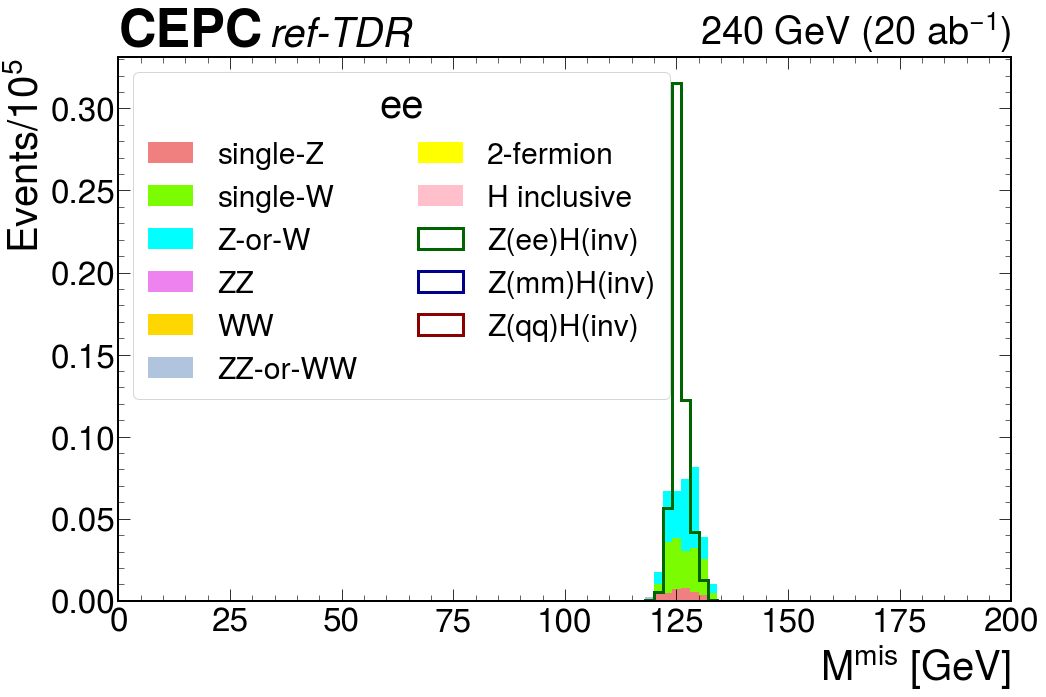 CEPC ref-TDR 240 GeV (20 ab⁻¹)
Events/10⁵
ee
single-Z 2-fermion
single-W H inclusive
Z-or-W Z(ee)H(inv)
ZZ Z(mm)H(inv)
WW Z(qq)H(inv)
ZZ-or-WW
0.30
0.25
0.20
0.15
0.10
0.05
0.00
0 25 50 75 100 125 150 175 200
Mᵐⁱˢ [GeV]